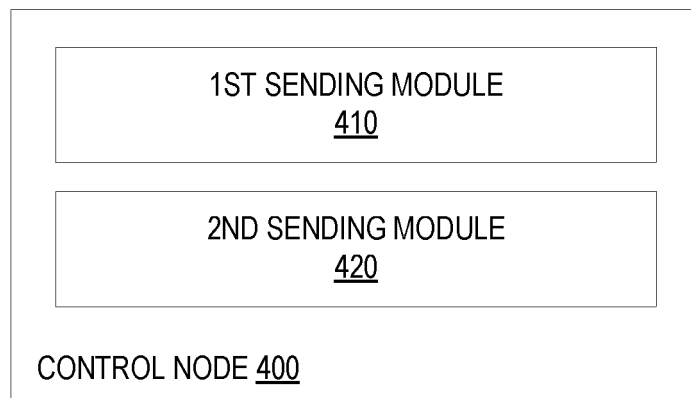 1ST SENDING MODULE
410
2ND SENDING MODULE
420
CONTROL NODE 400